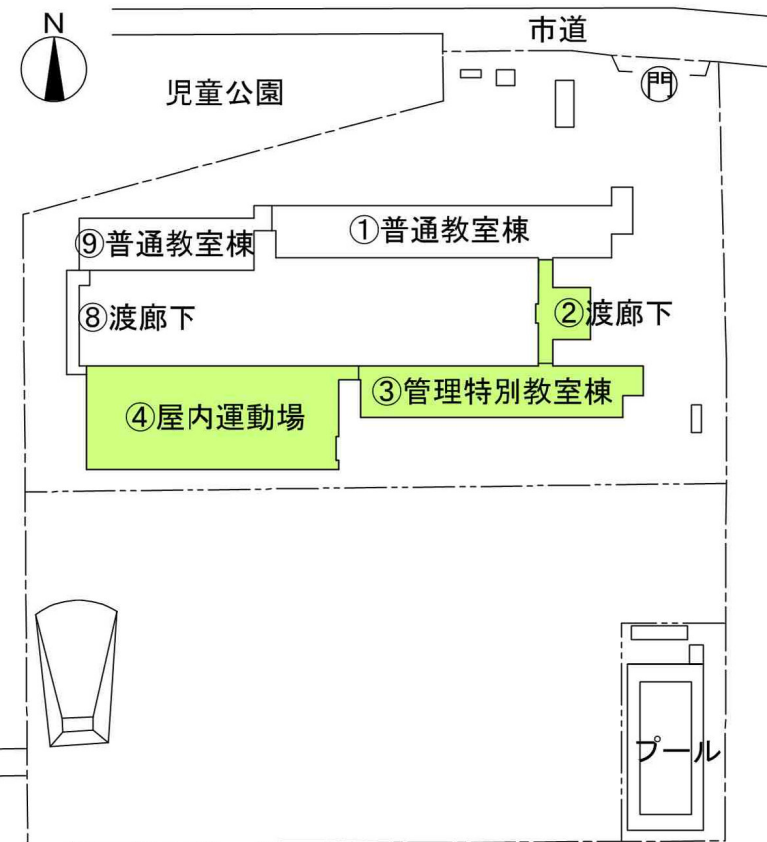 N
市道
児童公園
門
①普通教室棟
⑨普通教室棟
②渡廊下
⑧渡廊下
③管理特別教室棟
④屋内運動場
プール